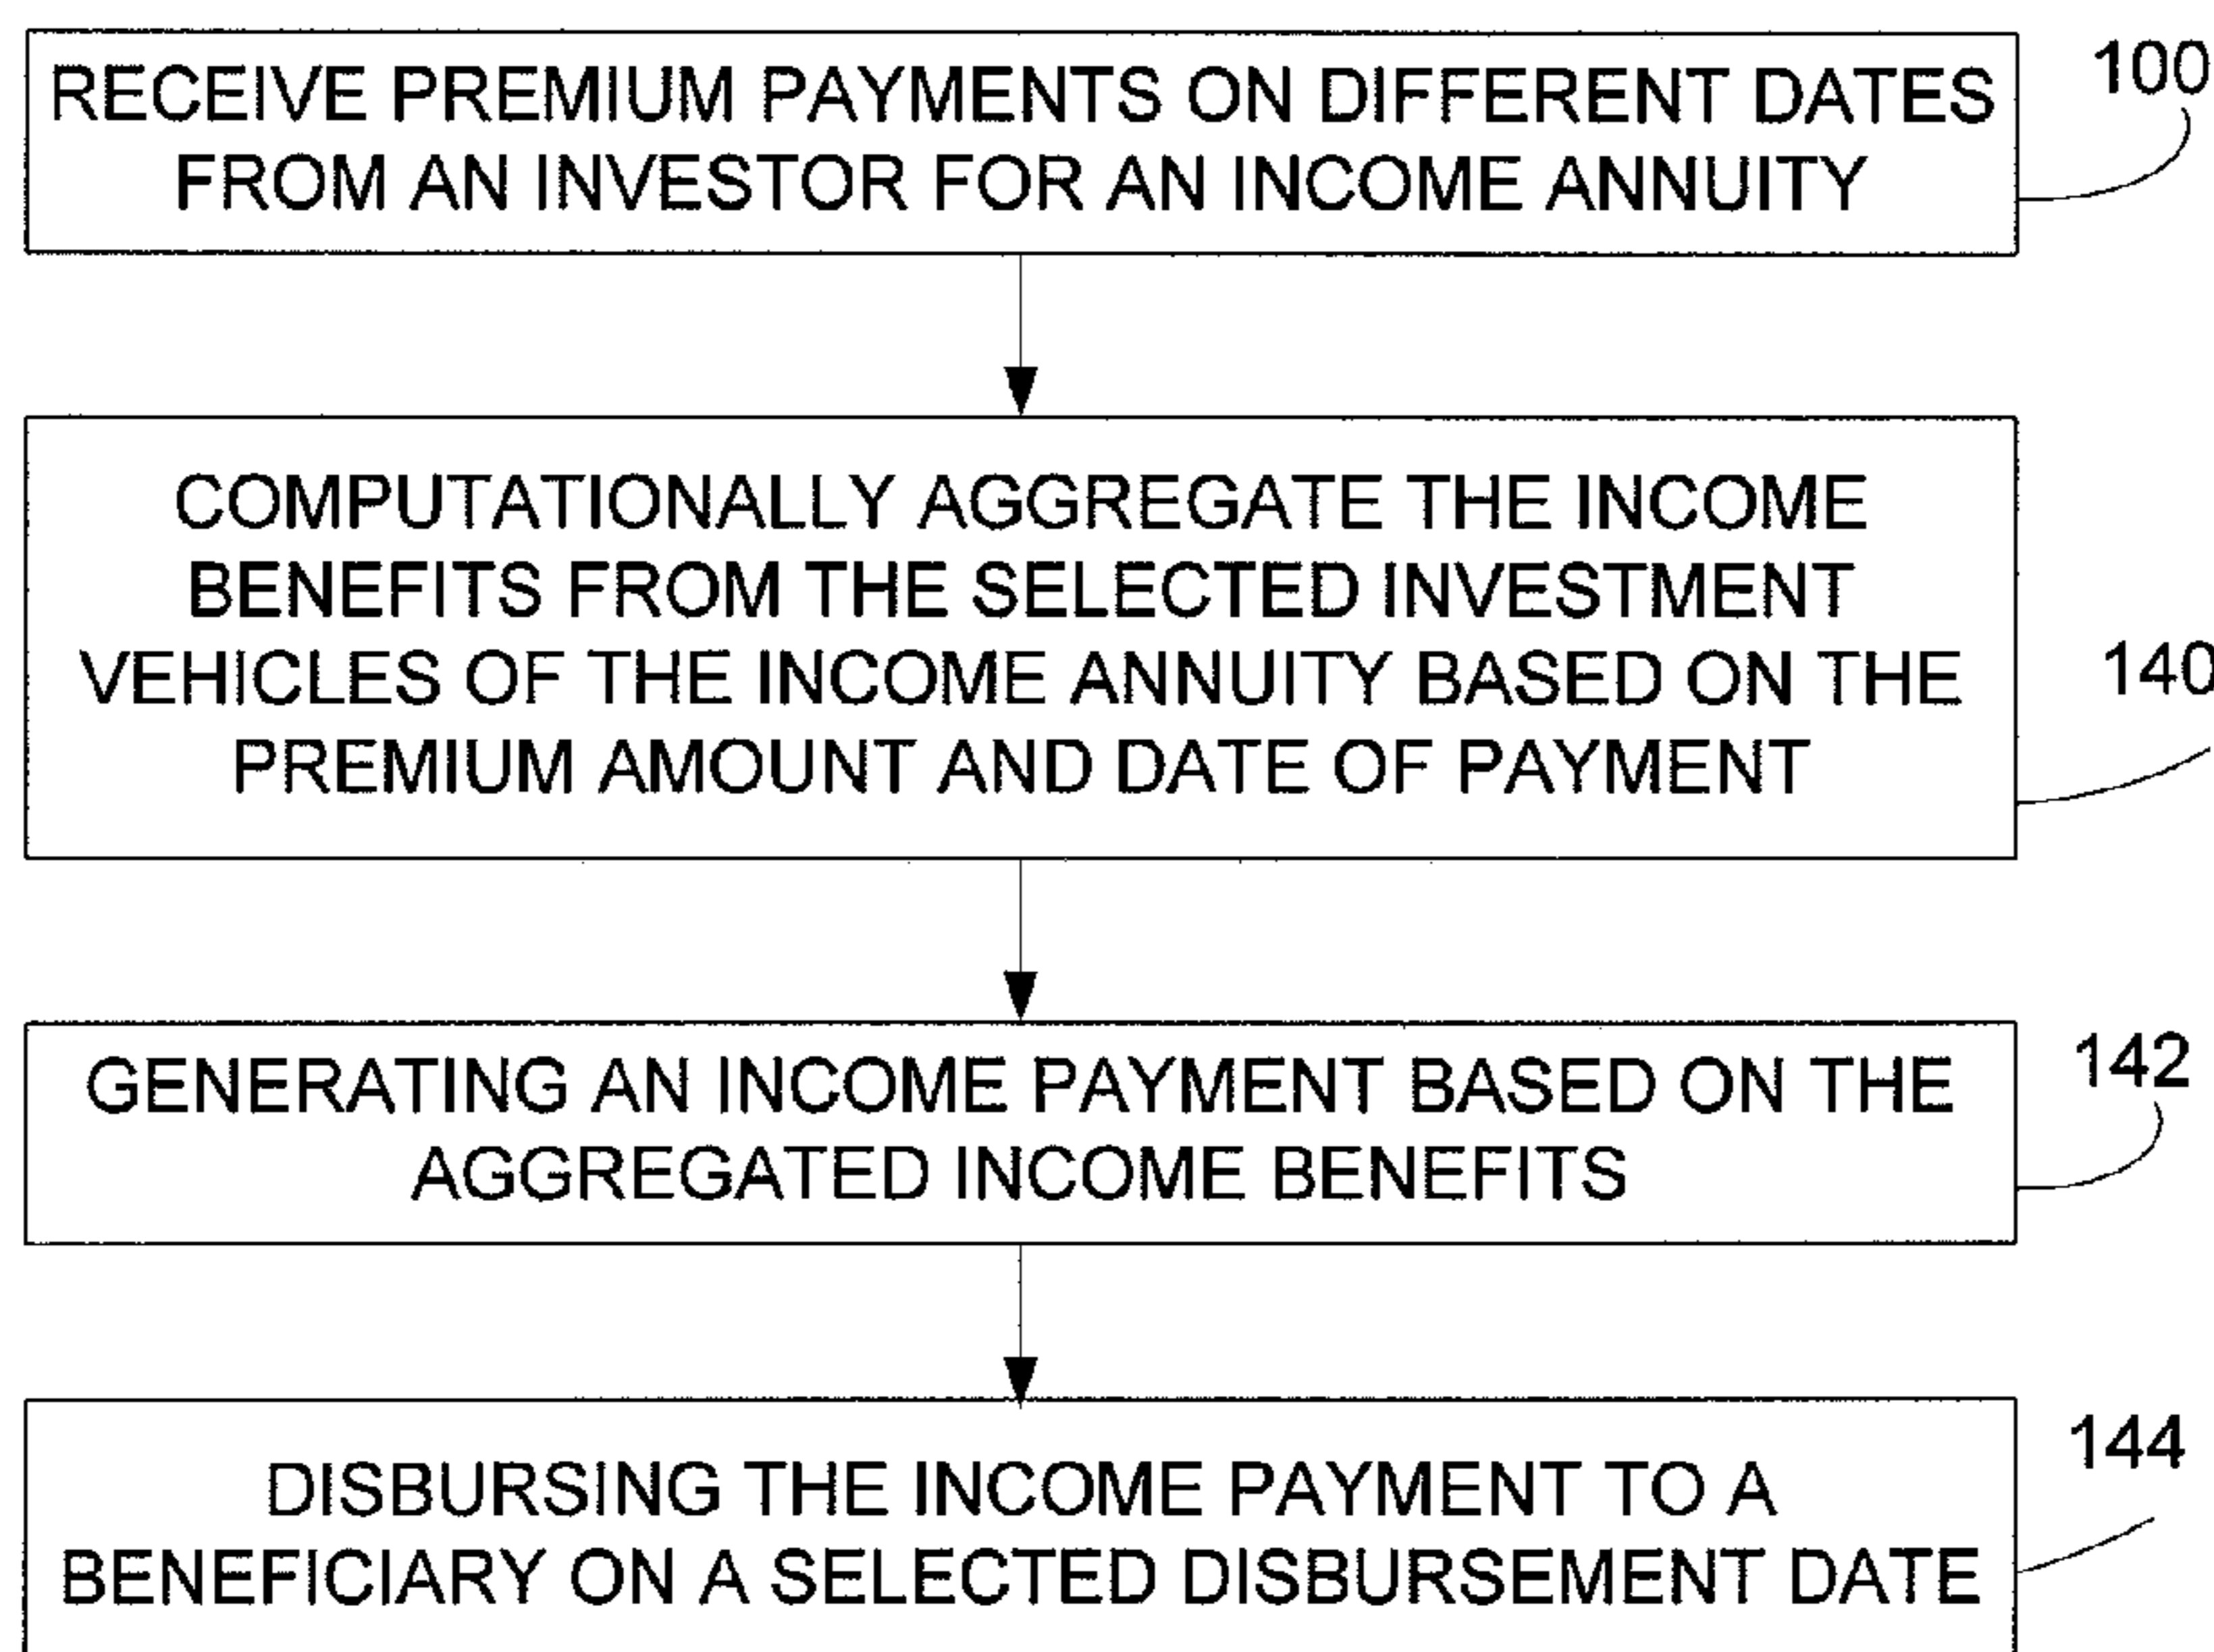 RECEIVE PREMIUM PAYMENTS ON DIFFERENT DATES
FROM AN INVESTOR FOR AN INCOME ANNUITY
100
COMPUTATIONALLY AGGREGATE THE INCOME
BENEFITS FROM THE SELECTED INVESTMENT
VEHICLES OF THE INCOME ANNUITY BASED ON THE
PREMIUM AMOUNT AND DATE OF PAYMENT
140
GENERATING AN INCOME PAYMENT BASED ON THE
AGGREGATED INCOME BENEFITS
142
DISBURSING THE INCOME PAYMENT TO A
BENEFICIARY ON A SELECTED DISBURSEMENT DATE
144